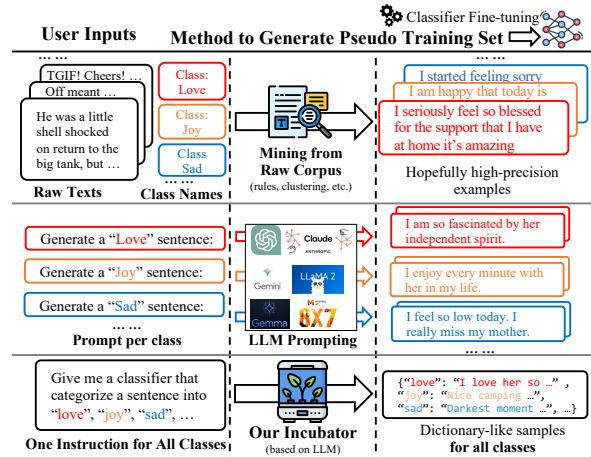 Classifier Fine-tuning
User Inputs
Method to Generate Pseudo Training Set
... ...
TGIF! Cheers! ...
Off meant ...
He was a little
shell shocked
on return to the
big tank, but ...
Raw Texts
Class:
Love
Class:
Joy
Class
Sad
... ...
Class Names
T
Mining from
Raw Corpus
(rules, clustering, etc.)
... ...
I started feeling sorry
I am happy that today is
I seriously feel so blessed
for the support that I have
at home it's amazing
Hopefully high-precision
examples
Generate a “Love” sentence:
Generate a “Joy” sentence:
Generate a “Sad” sentence:
... ...
Prompt per class
Claude
ANTHROPIC
Gemini
LLaMA 2
Gemma
8X7
LLM Prompting
I am so fascinated by her
independent spirit.
I enjoy every minute with
her in my life.
I feel so low today. I
really miss my mother.
... ...
Give me a classifier that
categorize a sentence into
“love”, “joy”, “sad”, ...
One Instruction for All Classes
Our Incubator
(based on LLM)
{“love”: “I love her so ...” ,
“joy”: “Nice camping ...”,
“sad”: “Darkest moment ...”, ...}
Dictionary-like samples
for all classes